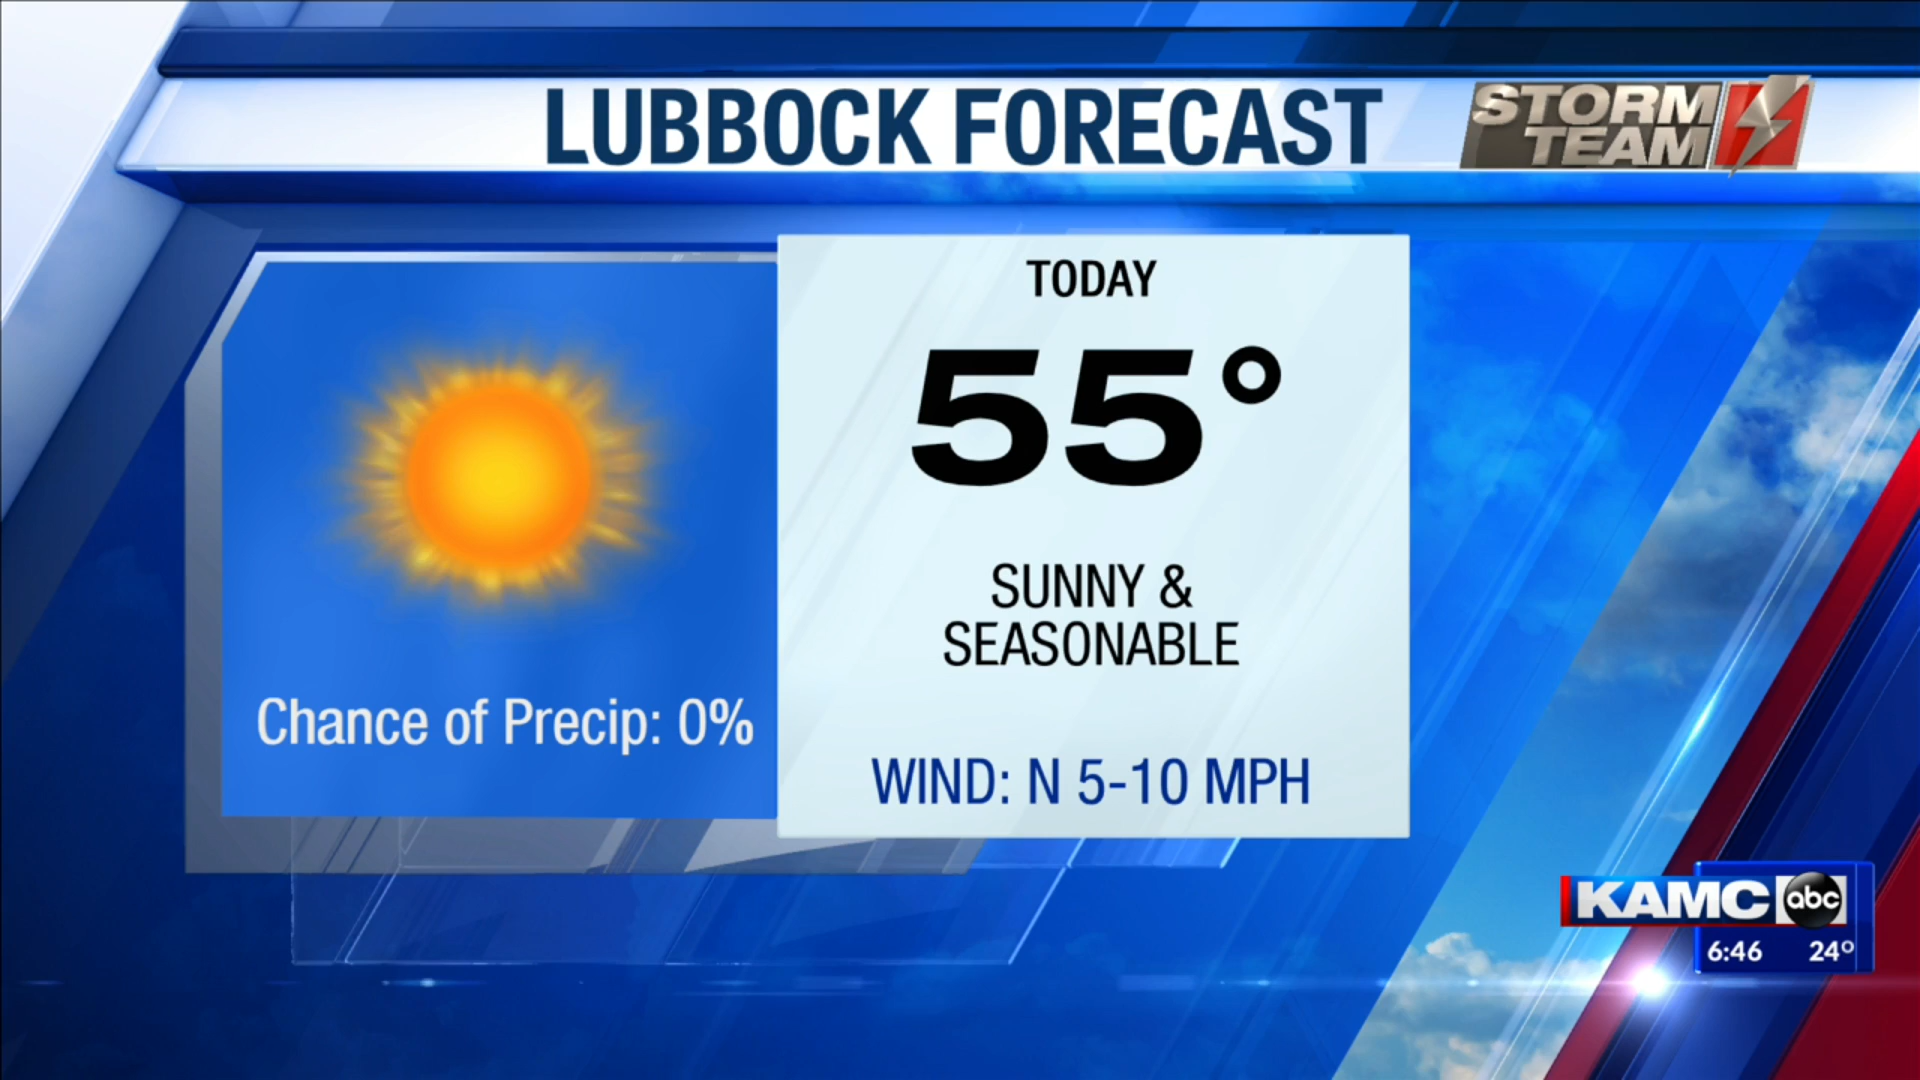 LUBBOCK FORECAST
STORM
TEAM
TODAY
55°
SUNNY &
SEASONABLE
Chance of Precip: 0%
WIND: N 5-10 MPH
KAMC abc
6:46 24°